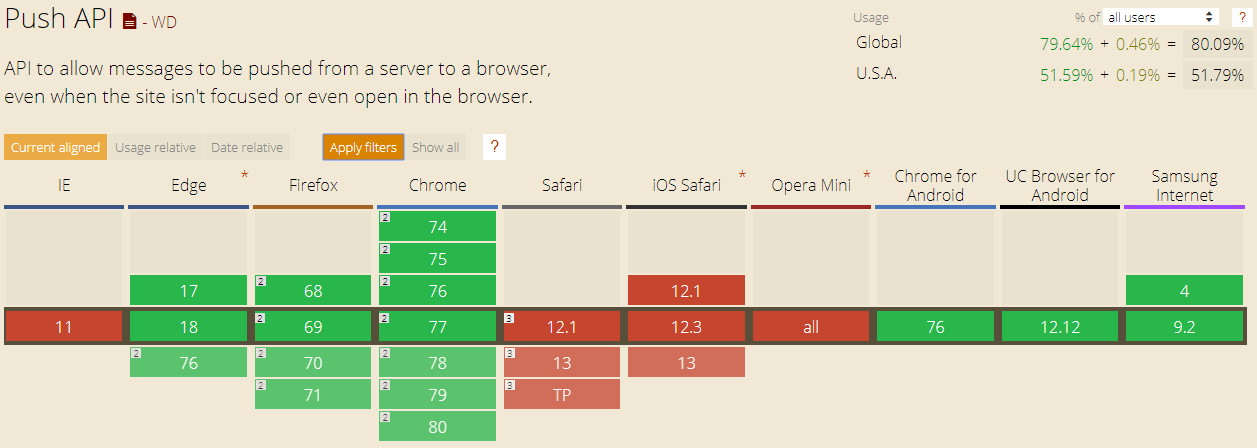 Push API - WD
Usage % of all users ?
Global 79.64% + 0.46% = 80.09%
U.S.A. 51.59% + 0.19% = 51.79%
API to allow messages to be pushed from a server to a browser,
even when the site isn't focused or even open in the browser.
Current aligned Usage relative Date relative Apply filters Show all ?
IE Edge * Firefox Chrome Safari iOS Safari * Opera Mini * Chrome for Android UC Browser for Android Samsung Internet
2 74
2 75
17 2 68 2 76 12.1 4
11 18 2 69 2 77 3 12.1 12.3 all 76 12.12 9.2
2 76 2 70 2 78 3 13 13
2 71 2 79 3 TP
2 80